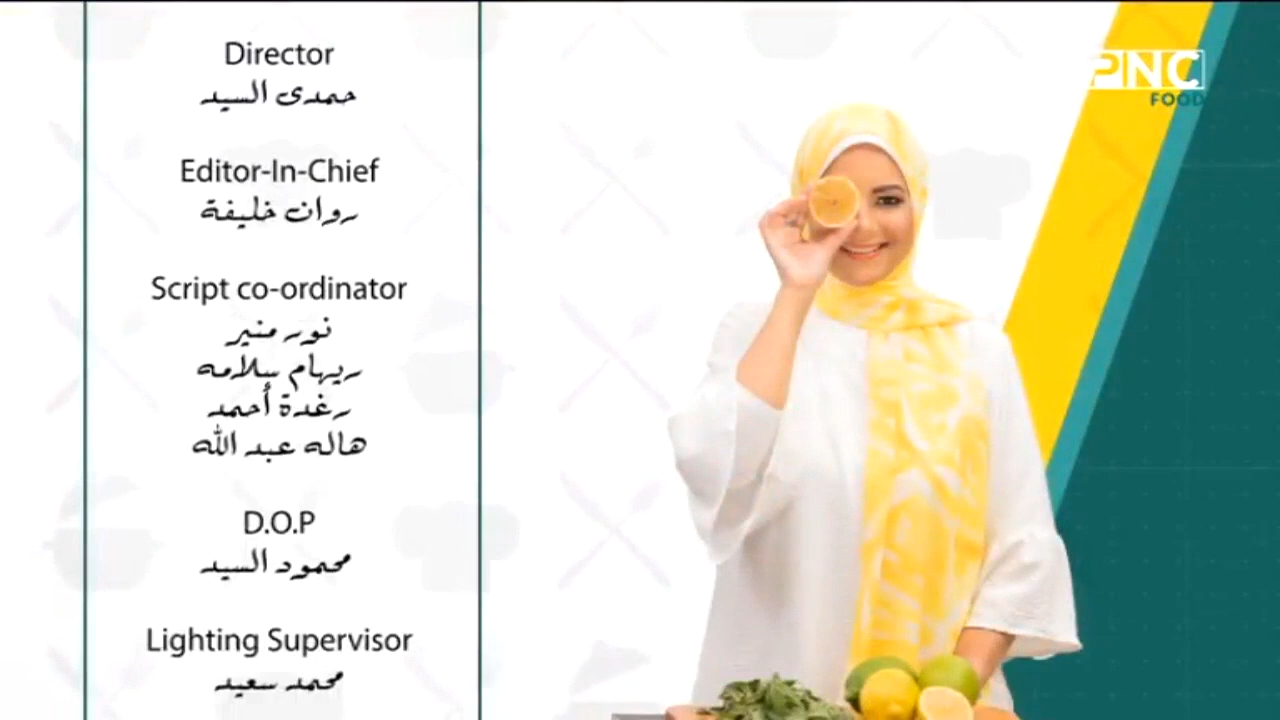 Director
حمدى السيد
Editor-In-Chief
روان خليفة
Script co-ordinator
نور منير
ريهام سلامه
رغدة أحمد
هاله عبد الله
D.O.P
محمود السيد
Lighting Supervisor
محمد سعيد
PNC
FOOD